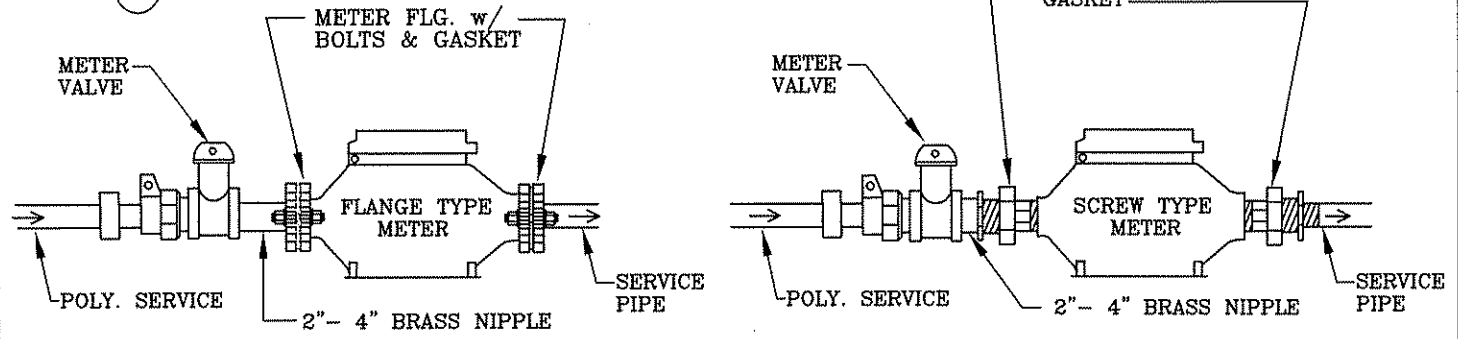 METER FLG. w/
BOLTS & GASKET
METER
VALVE
FLANGE TYPE
METER
POLY. SERVICE
2"- 4" BRASS NIPPLE
SERVICE
PIPE
GASKET
METER
VALVE
SCREW TYPE
METER
POLY. SERVICE
2"- 4" BRASS NIPPLE
SERVICE
PIPE